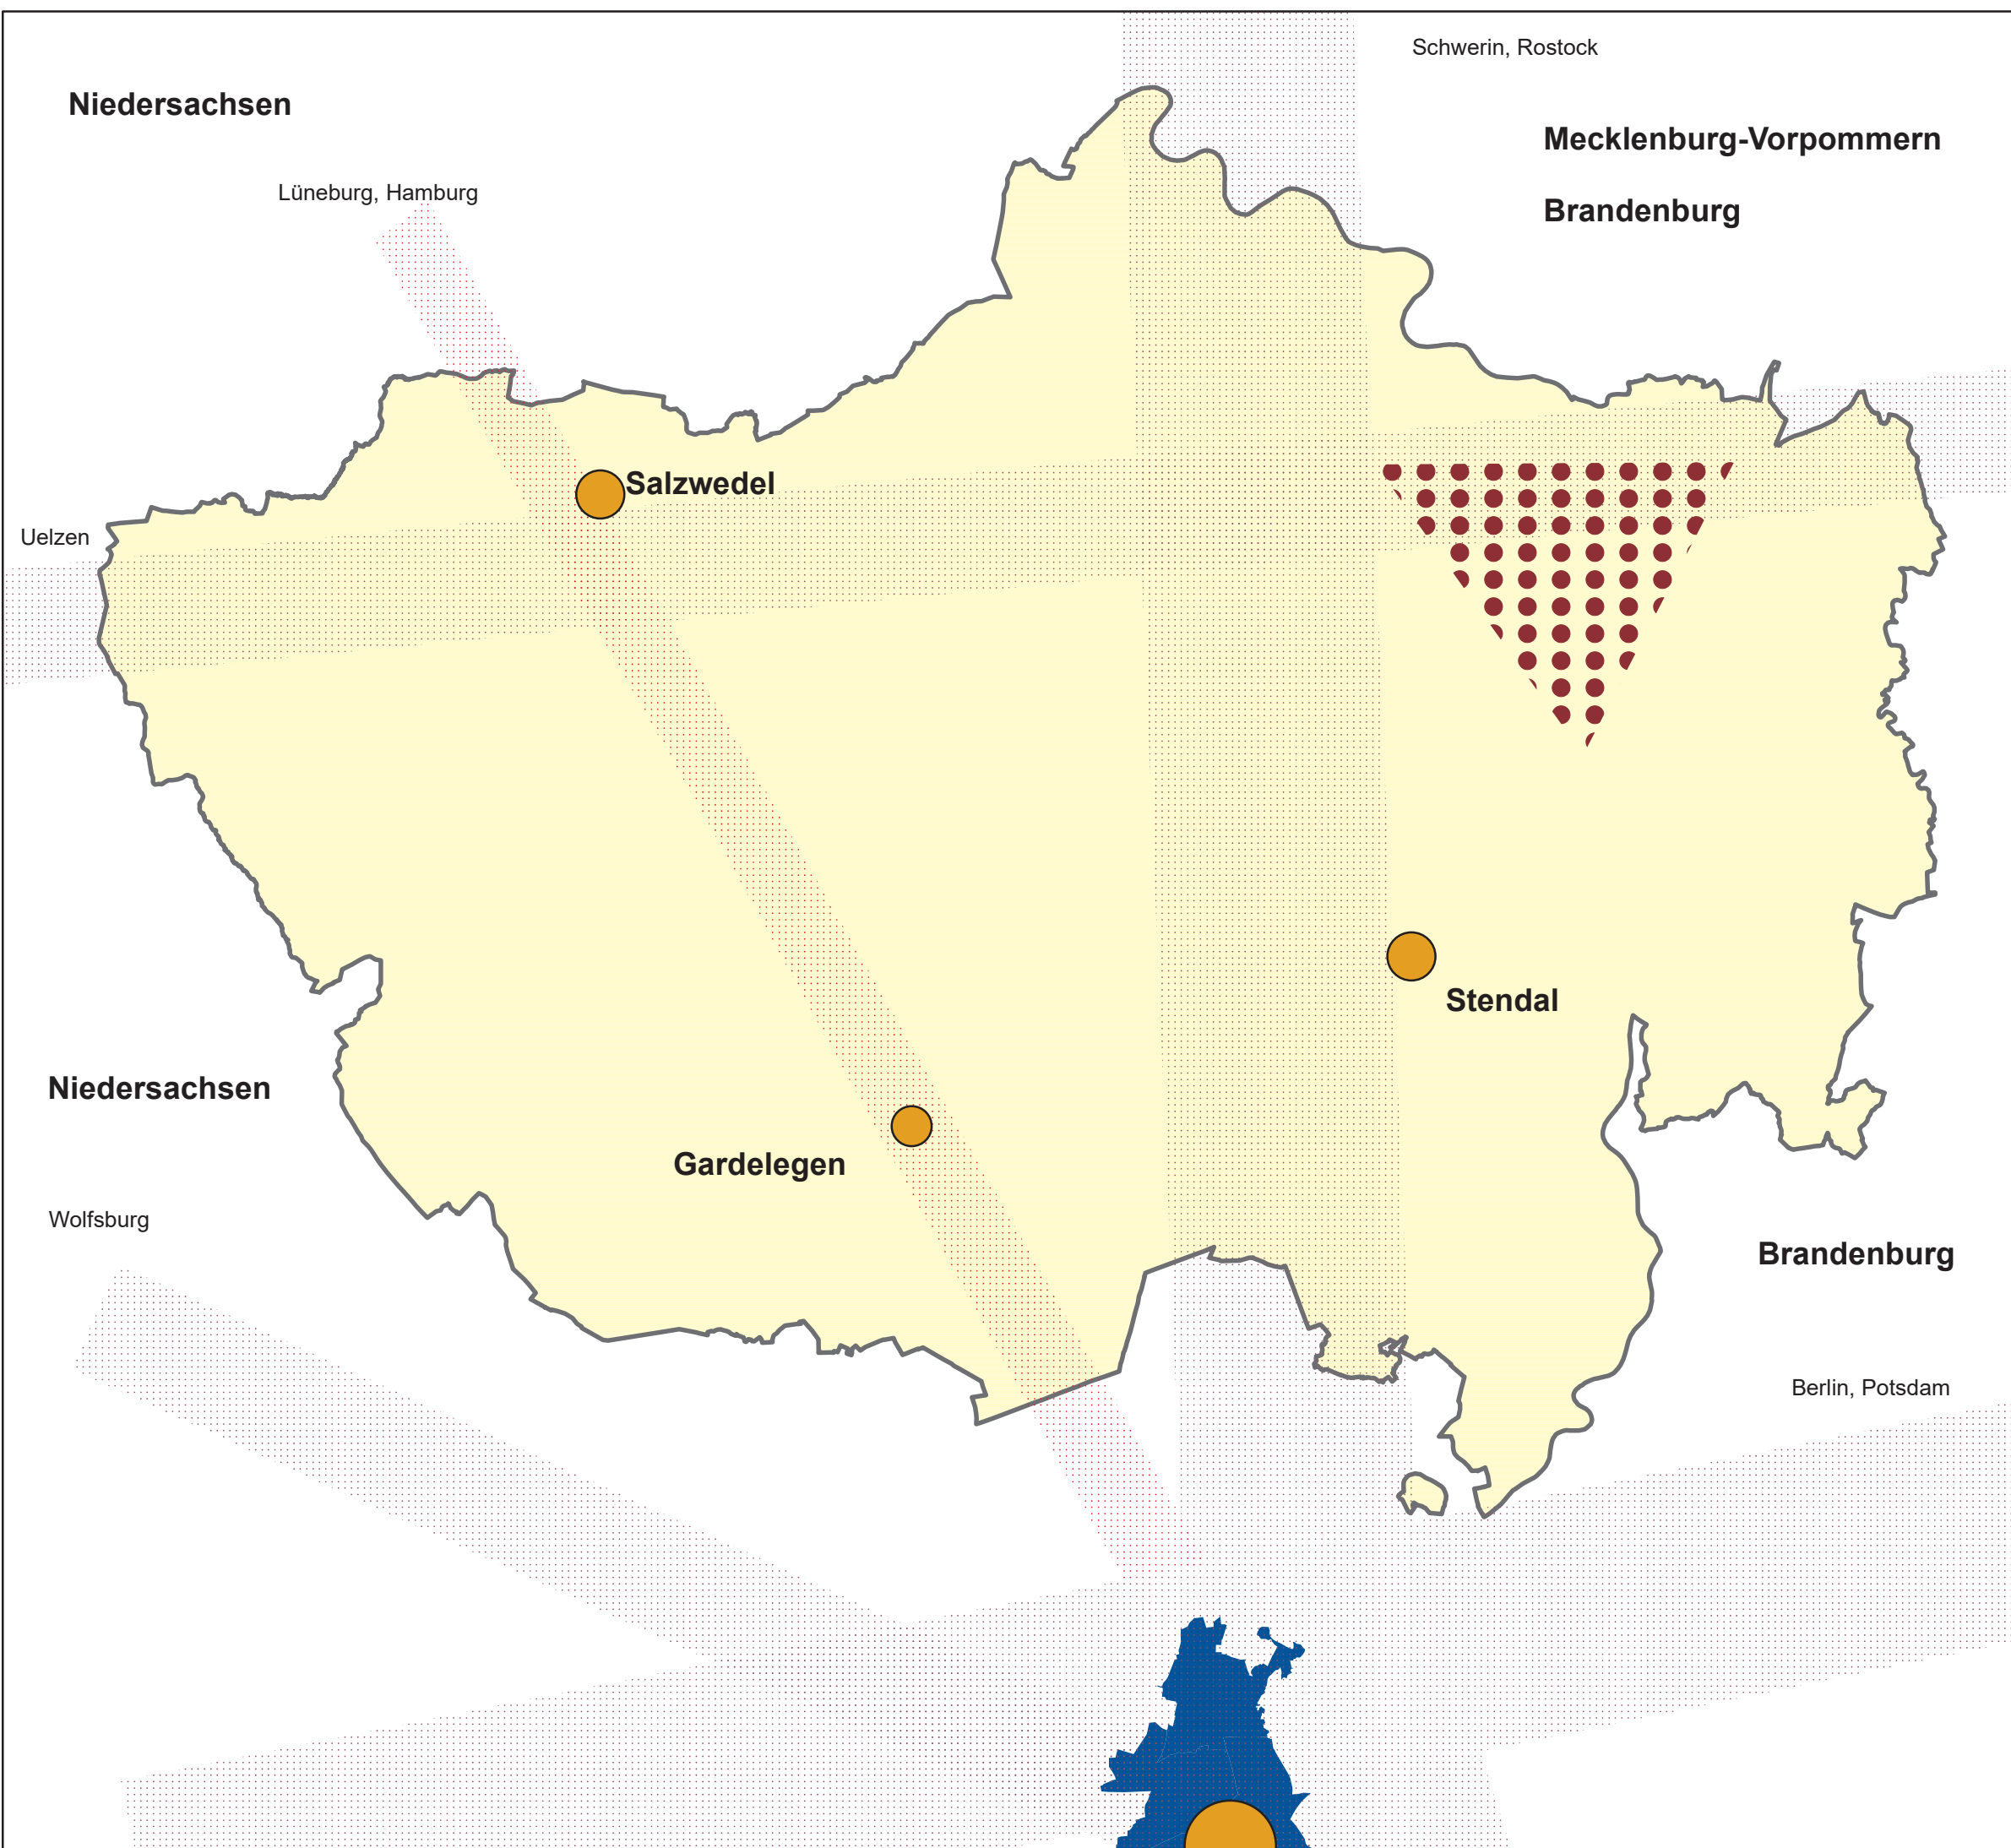 Schwerin, Rostock
Niedersachsen
Mecklenburg-Vorpommern
Lüneburg, Hamburg
Brandenburg
Salzwedel
Uelzen
Stendal
Niedersachsen
Gardelegen
Wolfsburg
Brandenburg
Berlin, Potsdam